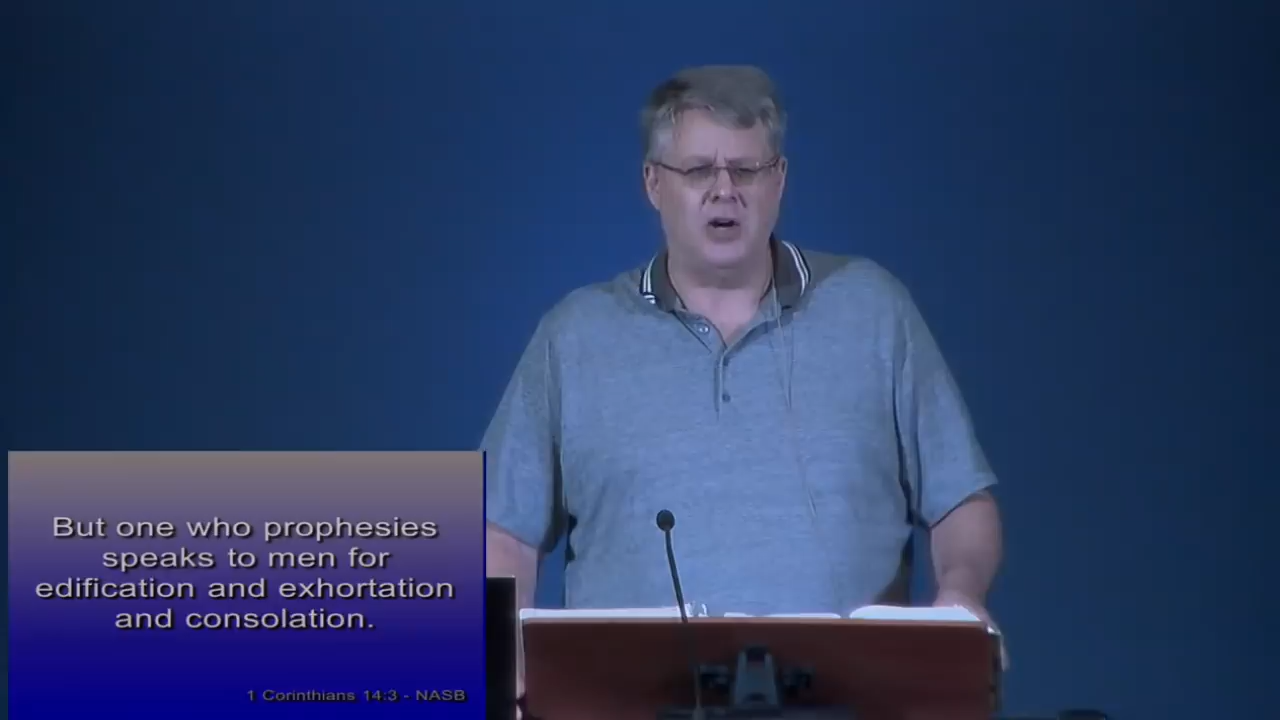 But one who prophesies
speaks to men for
edification and exhortation
and consolation.
1 Corinthians 14:3 - NASB